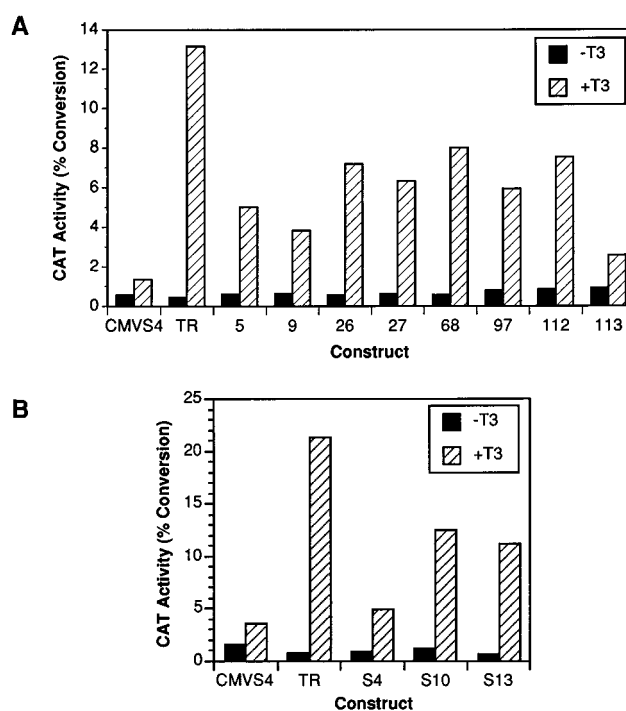 A
14
12
10
8
6
4
2
0
CAT Activity (% Conversion)
-T3
+T3
CMVS4 TR 5 9 26 27 68 97 112 113
Construct
B
25
20
15
10
5
0
CAT Activity (% Conversion)
-T3
+T3
CMVS4 TR S4 S10 S13
Construct